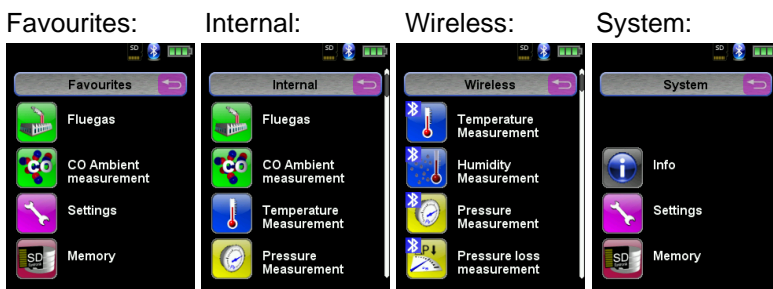 Favourites: Internal: Wireless: System:
SD SD SD SD
Favourites
Fluegas
CO
CO Ambient
measurement
Settings
SD
Memory
Internal
Fluegas
CO
CO Ambient
measurement
Temperature
Measurement
Pressure
Measurement
Wireless
Temperature
Measurement
Humidity
Measurement
Pressure
Measurement
P↓
Pressure loss
measurement
System
i
Info
Settings
SD
Memory